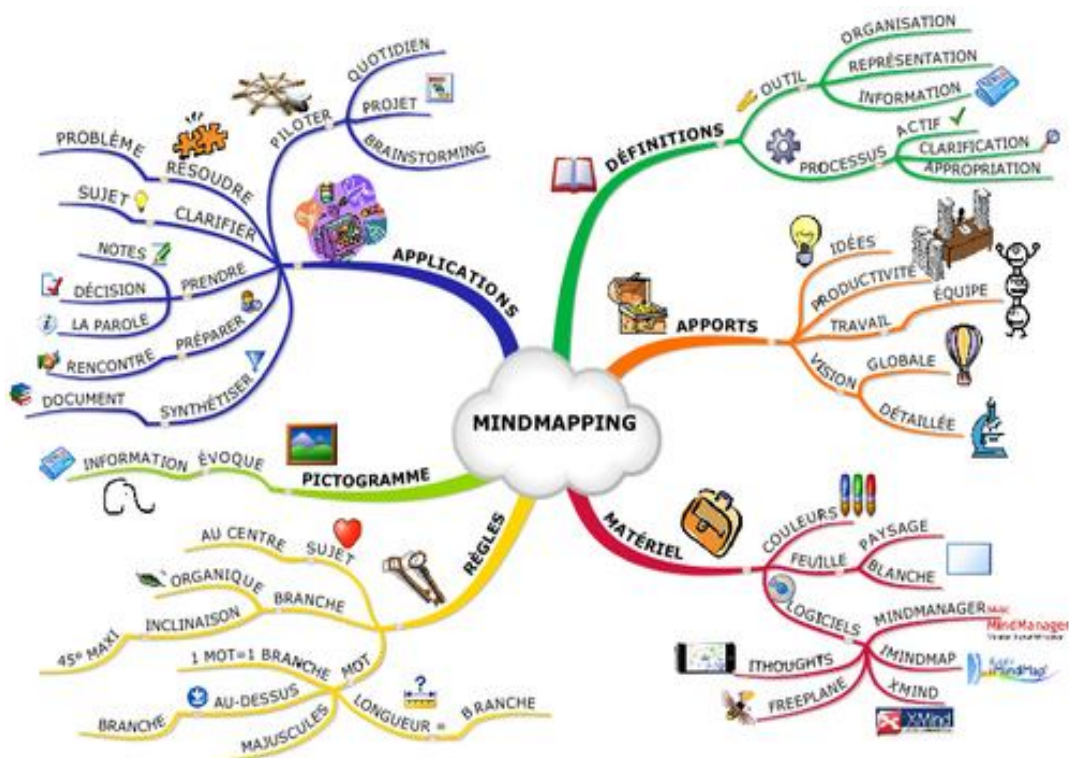 MINDMAPPING
DÉFINITIONS
OUTIL
ORGANISATION
REPRÉSENTATION
INFORMATION
PROCESSUS
ACTIF
CLARIFICATION
APPROPRIATION
APPORTS
IDÉES
PRODUCTIVITÉ
TRAVAIL
ÉQUIPE
VISION
GLOBALE
DÉTAILLÉE
MATÉRIEL
COULEURS
FEUILLE
PAYSAGE
BLANCHE
LOGICIELS
MINDMANAGER
MindManager
IMINDMAP
iMindMap
XMIND
XMind
FREEPLANE
ITHOUGHTS
RÈGLES
SUJET
AU CENTRE
BRANCHE
ORGANIQUE
INCLINAISON
45° MAXI
MOT
1 MOT=1 BRANCHE
AU-DESSUS
BRANCHE
MAJUSCULES
LONGUEUR =
BRANCHE
?
PICTOGRAMME
ÉVOQUE
INFORMATION
APPLICATIONS
PILOTER
QUOTIDIEN
PROJET
BRAINSTORMING
RÉSOUDRE
PROBLÈME
CLARIFIER
SUJET
PRENDRE
NOTES
DÉCISION
LA PAROLE
PRÉPARER
RENCONTRE
SYNTHÉTISER
DOCUMENT